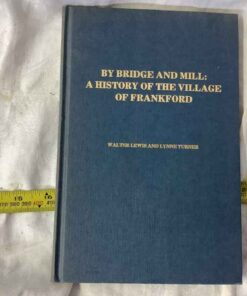 BY BRIDGE AND MILL:
A HISTORY OF THE VILLAGE
OF FRANKFORD
WALTER LEWIS AND LYNNE TURNER